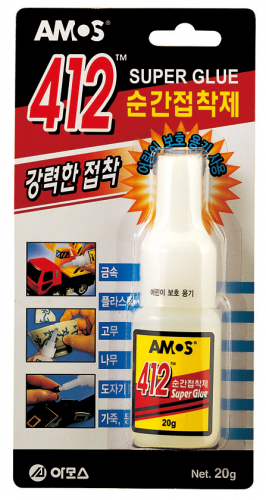 AMOS®
412™
SUPER GLUE
순간접착제
어린이 보호 용기 사용
강력한 접착
금속
플라스
고무
나무
도자기
가죽,
어린이 보호 용기
AMOS®
412
순간접착제
Super Glue
20g
아모스
Net. 20g